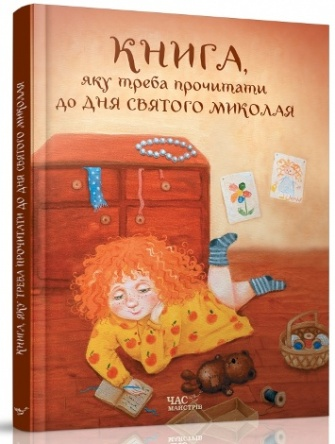 КНИГА,
яку треба прочитати
до Дня Святого Миколая
ЧАС
МАЙСТРІВ
КНИГА, ЯКУ ТРЕБА ПРОЧИТАТИ ДО ДНЯ СВЯТОГО МИКОЛАЯ